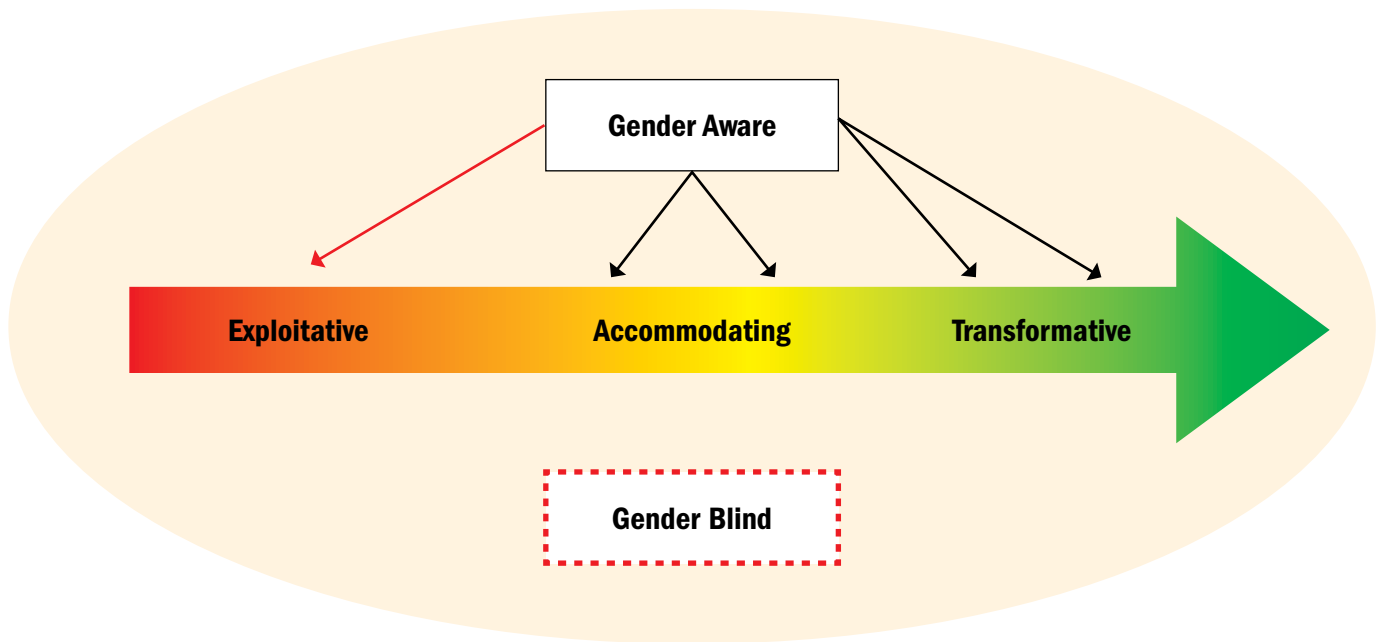 Gender Aware
Exploitative
Accommodating
Transformative
Gender Blind